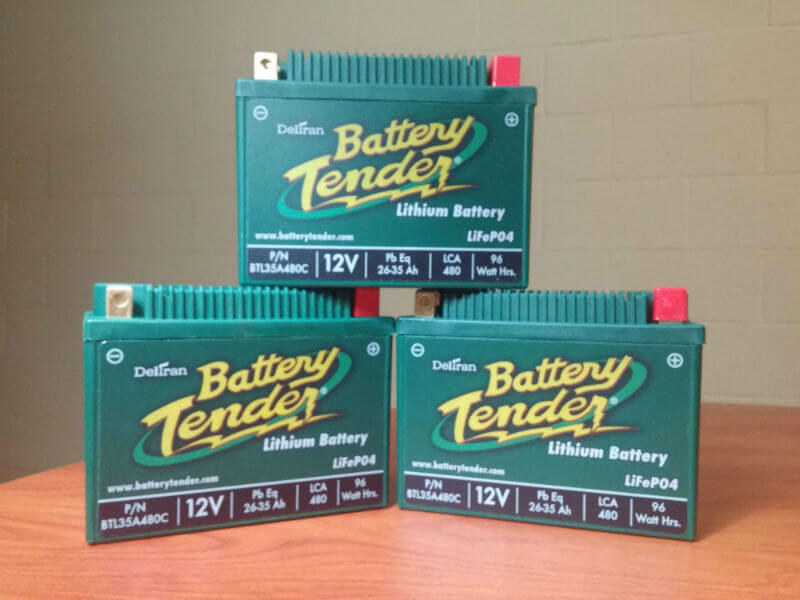 ⊖ Deltran Battery ⊕
Tender®
Lithium Battery
www.batterytender.com LiFePO4
P/N 12V Pb Eq LCA 96
BTL35A480C 26-35 Ah 480 Watt Hrs.
⊖ Deltran Battery ⊕
Tender®
Lithium Battery
LiFePO4
www.batterytender.com
P/N 12V Pb Eq LCA 96
BTL35A480C 26-35 Ah 480 Watt Hrs.
⊖ Deltran Battery ⊕
Tender®
Lithium Battery
www.batterytender.com LiFePO4
P/N 12V Pb Eq LCA 96
BTL35A480C 26-35 Ah 480 Watt Hrs.